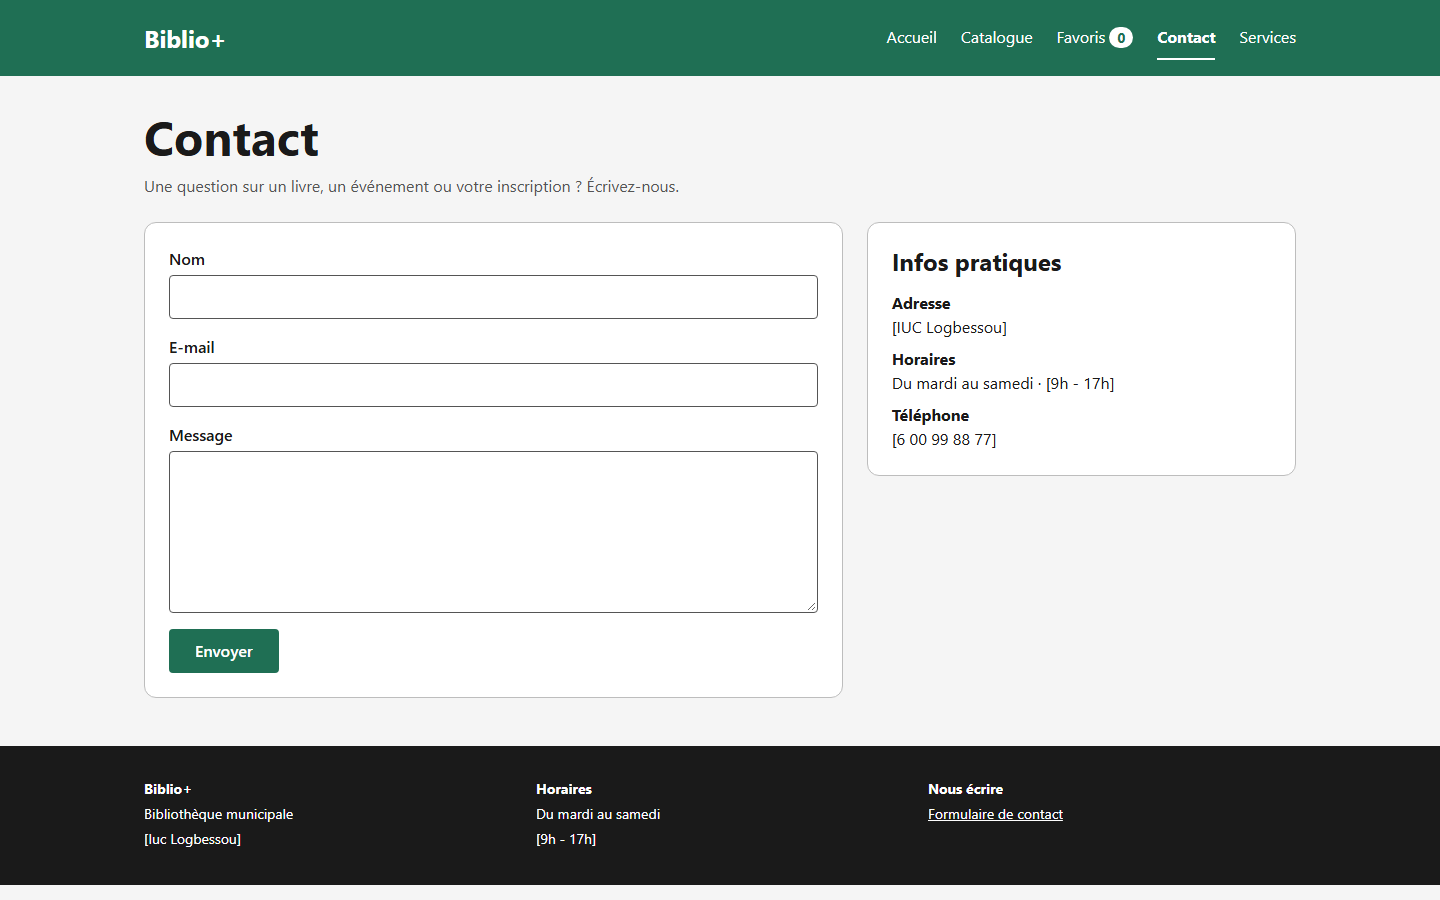 Biblio+
Accueil Catalogue Favoris 0 Contact Services
Contact
Une question sur un livre, un événement ou votre inscription ? Écrivez-nous.
Nom
E-mail
Message
Envoyer
Infos pratiques
Adresse
[IUC Logbessou]
Horaires
Du mardi au samedi · [9h - 17h]
Téléphone
[6 00 99 88 77]
Biblio+
Bibliothèque municipale
[Iuc Logbessou]
Horaires
Du mardi au samedi
[9h - 17h]
Nous écrire
Formulaire de contact